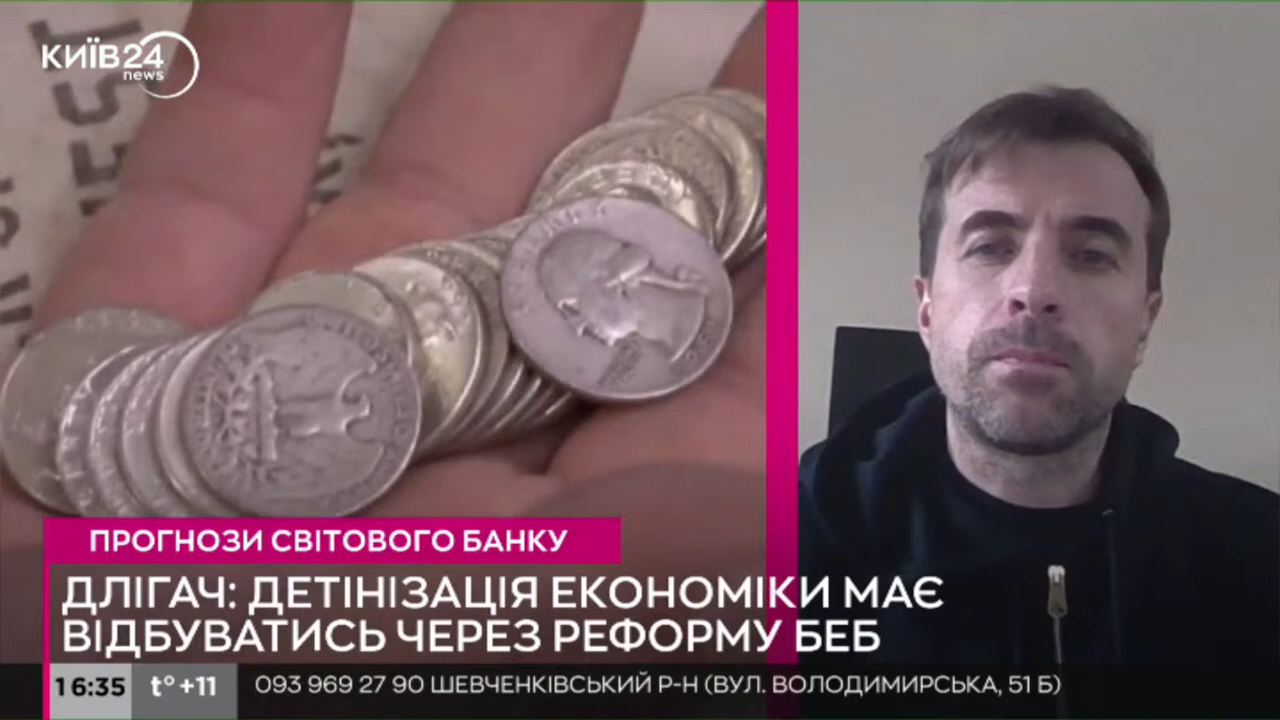 КИЇВ24
news
ПРОГНОЗИ СВІТОВОГО БАНКУ
ДЛІГАЧ: ДЕТІНІЗАЦІЯ ЕКОНОМІКИ МАЄ
ВІДБУВАТИСЬ ЧЕРЕЗ РЕФОРМУ БЕБ
16:35 t° +11 093 969 27 90 ШЕВЧЕНКІВСЬКИЙ Р-Н (ВУЛ. ВОЛОДИМИРСЬКА, 51 Б)